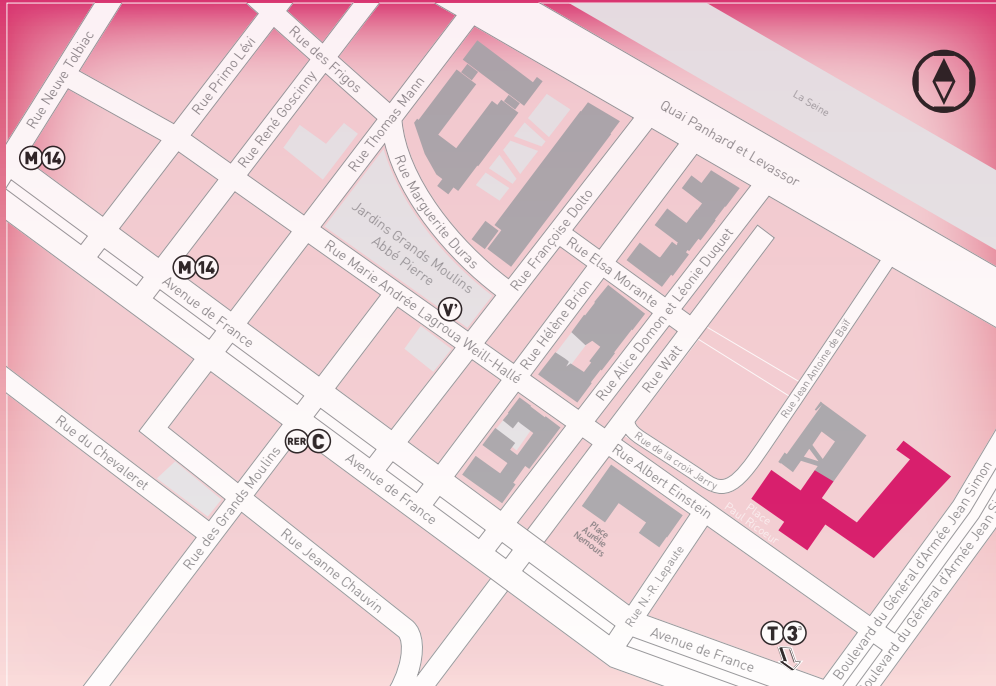 Rue Neuve Tolbiac
Rue Primo Lévi
Rue des Frigos
Rue René Goscinny
Rue Thomas Mann
La Seine
Quai Panhard et Levassor
M 14
Rue Marguerite Duras
Jardins Grands Moulins
Abbé Pierre
Rue Françoise Dolto
Rue Elsa Morante
Rue Alice Domon et Léonie Duquet
M 14
Rue Marie Andrée Lagroua Weill-Hallé
V'
Avenue de France
Rue Hélène Brion
Rue Watt
Rue Jean Antoine de Baïf
Rue du Chevaleret
RER C
Avenue de France
Rue de la croix Jarry
Rue Albert Einstein
Rue des Grands Moulins
Place
Paul Ricoeur
Place
Aurélie
Nemours
Rue Jeanne Chauvin
Rue N.-R. Lepaute
Boulevard du Général d'Armée Jean Simon
Boulevard du Général d'Armée Jean Simon
T 3a
Avenue de France